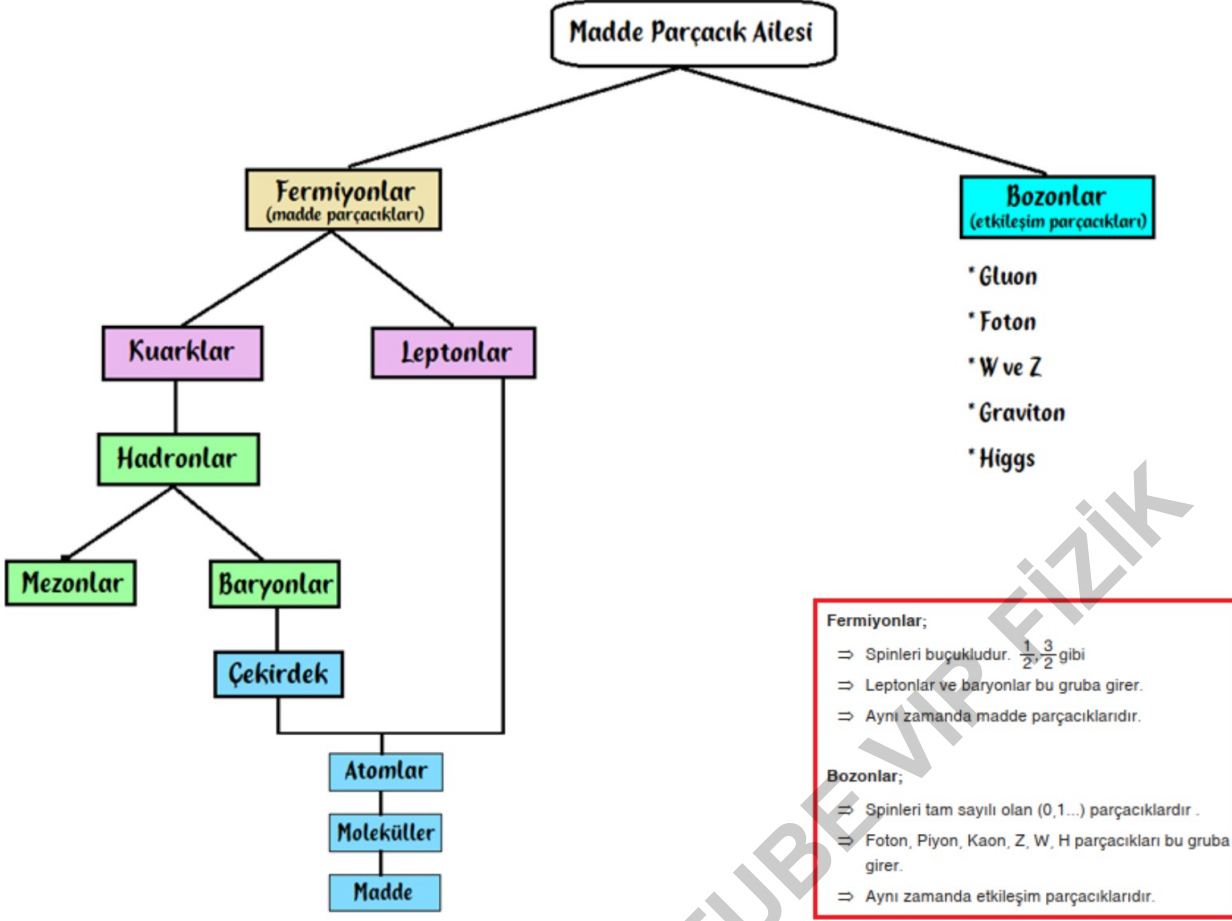 Madde Parçacık Ailesi
Fermiyonlar
(madde parçacıkları)
Bozonlar
(etkileşim parçacıkları)
* Gluon
* Foton
* W ve Z
* Graviton
* Higgs
Kuarklar
Leptonlar
Hadronlar
Mezonlar
Baryonlar
Çekirdek
Atomlar
Moleküller
Madde
Fermiyonlar;
⇒ Spinleri buçukludur. 1/2, 3/2 gibi
⇒ Leptonlar ve baryonlar bu gruba girer.
⇒ Aynı zamanda madde parçacıklarıdır.
Bozonlar;
⇒ Spinleri tam sayılı olan (0,1...) parçacıklardır .
⇒ Foton, Piyon, Kaon, Z, W, H parçacıkları bu gruba
girer.
⇒ Aynı zamanda etkileşim parçacıklarıdır.
TUBE VIP FİZİK